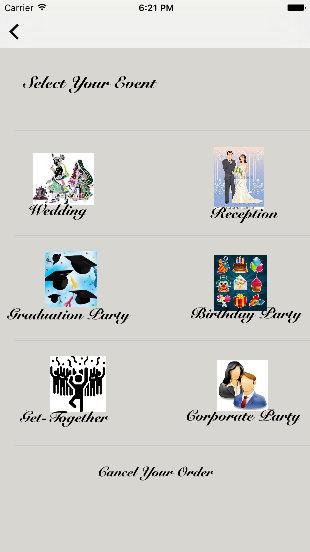 Carrier 6:21 PM
Select Your Event
Wedding Reception
Graduation Party Birthday Party
Get-Together Corporate Party
Cancel Your Order